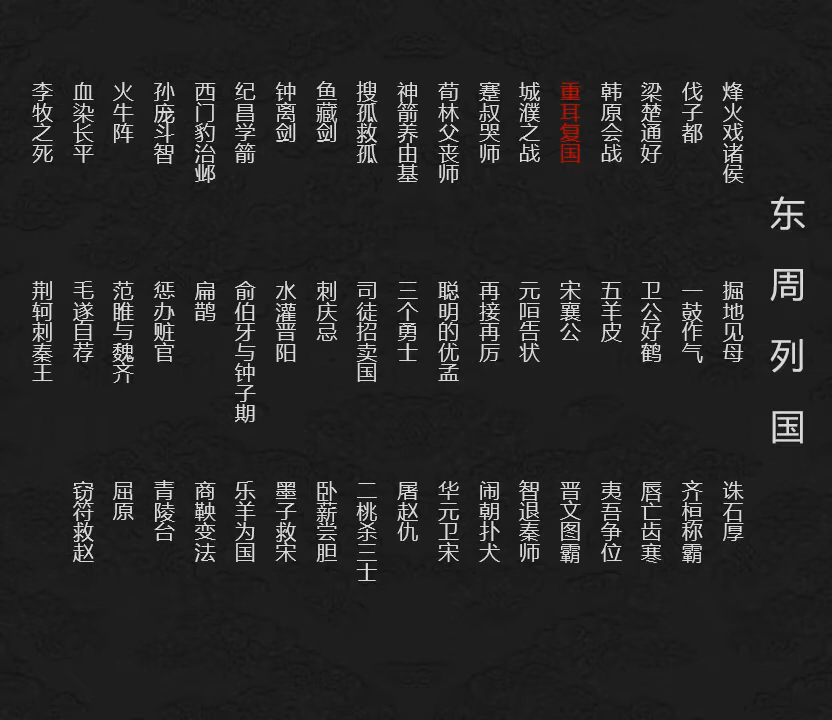 东周列国
烽火戏诸侯
掘地见母
诛石厚
伐子都
一鼓作气
齐桓称霸
梁楚通好
卫公好鹤
唇亡齿寒
韩原会战
五羊皮
夷吾争位
重耳复国
宋襄公
晋文图霸
城濮之战
元咺告状
智退秦师
蹇叔哭师
再接再厉
闹朝扑犬
荀林父丧师
聪明的优孟
华元卫宋
神箭养由基
三个勇士
屠赵仇
搜孤救孤
司徒招卖国
二桃杀三士
鱼藏剑
刺庆忌
卧薪尝胆
钟离剑
水灌晋阳
墨子救宋
纪昌学箭
俞伯牙与钟子期
乐羊为国
西门豹治邺
扁鹊
商鞅变法
孙庞斗智
惩办赃官
青陵台
火牛阵
范雎与魏齐
屈原
血染长平
毛遂自荐
窃符救赵
李牧之死
荆轲刺秦王